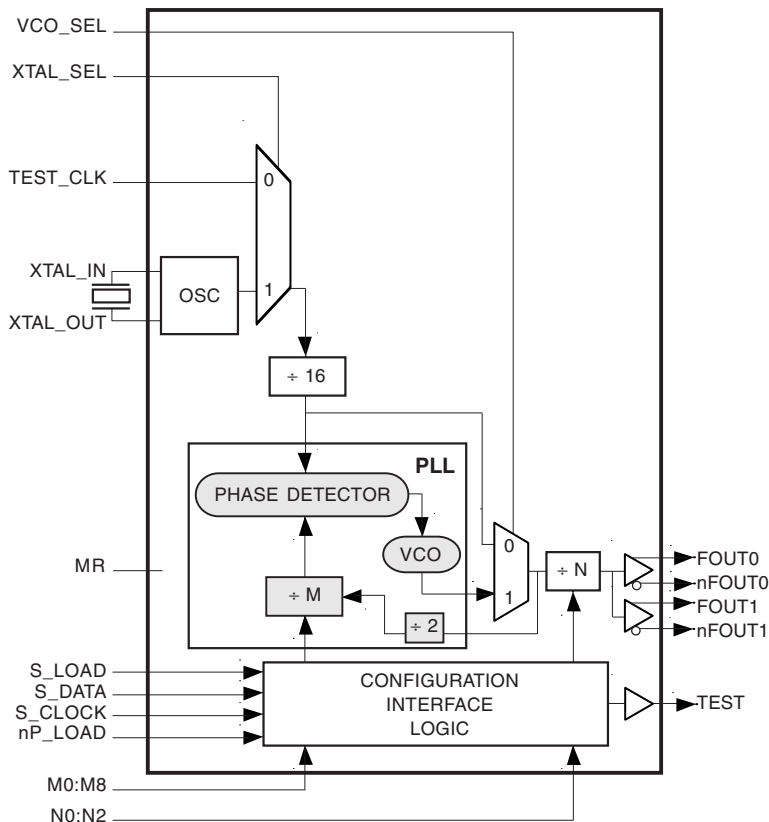 VCO_SEL
XTAL_SEL
TEST_CLK
0
XTAL_IN
OSC
1
XTAL_OUT
÷ 16
PLL
PHASE DETECTOR
VCO
0
1
MR
÷ M
÷ 2
÷ N
FOUT0
nFOUT0
FOUT1
nFOUT1
S_LOAD
S_DATA
S_CLOCK
nP_LOAD
CONFIGURATION
INTERFACE
LOGIC
TEST
M0:M8
N0:N2